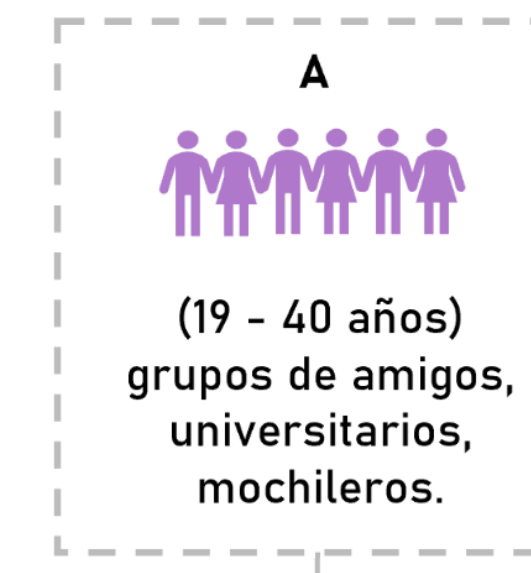 A
(19 - 40 años)
grupos de amigos,
universitarios,
mochileros.